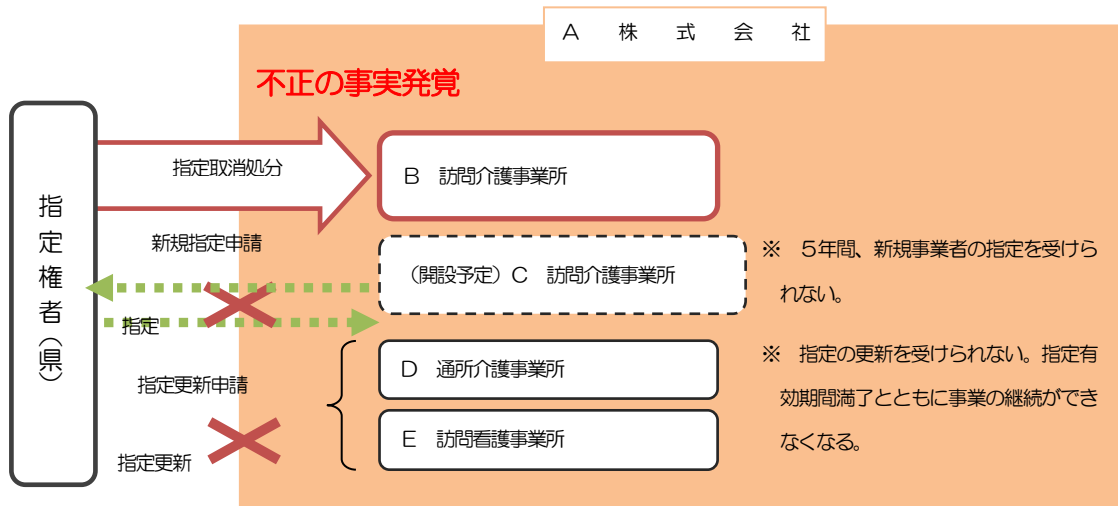 A 株 式 会 社
不正の事実発覚
指定権者(県)
指定取消処分
B 訪問介護事業所
新規指定申請
(開設予定)C 訪問介護事業所
指定
※ 5年間、新規事業者の指定を受けら
れない。
指定更新申請
D 通所介護事業所
E 訪問看護事業所
指定更新
※ 指定の更新を受けられない。指定有
効期間満了とともに事業の継続ができ
なくなる。